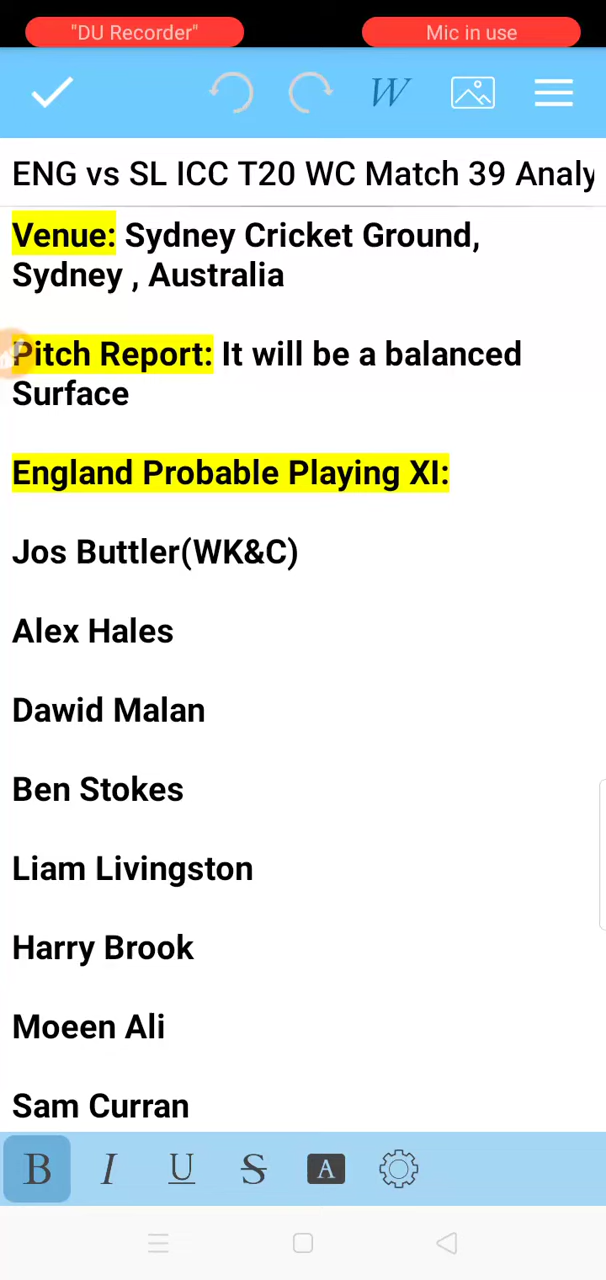 "DU Recorder" Mic in use
W
ENG vs SL ICC T20 WC Match 39 Analy
Venue: Sydney Cricket Ground,
Sydney , Australia
Pitch Report: It will be a balanced
Surface
England Probable Playing XI:
Jos Buttler(WK&C)
Alex Hales
Dawid Malan
Ben Stokes
Liam Livingston
Harry Brook
Moeen Ali
Sam Curran
B I U S A